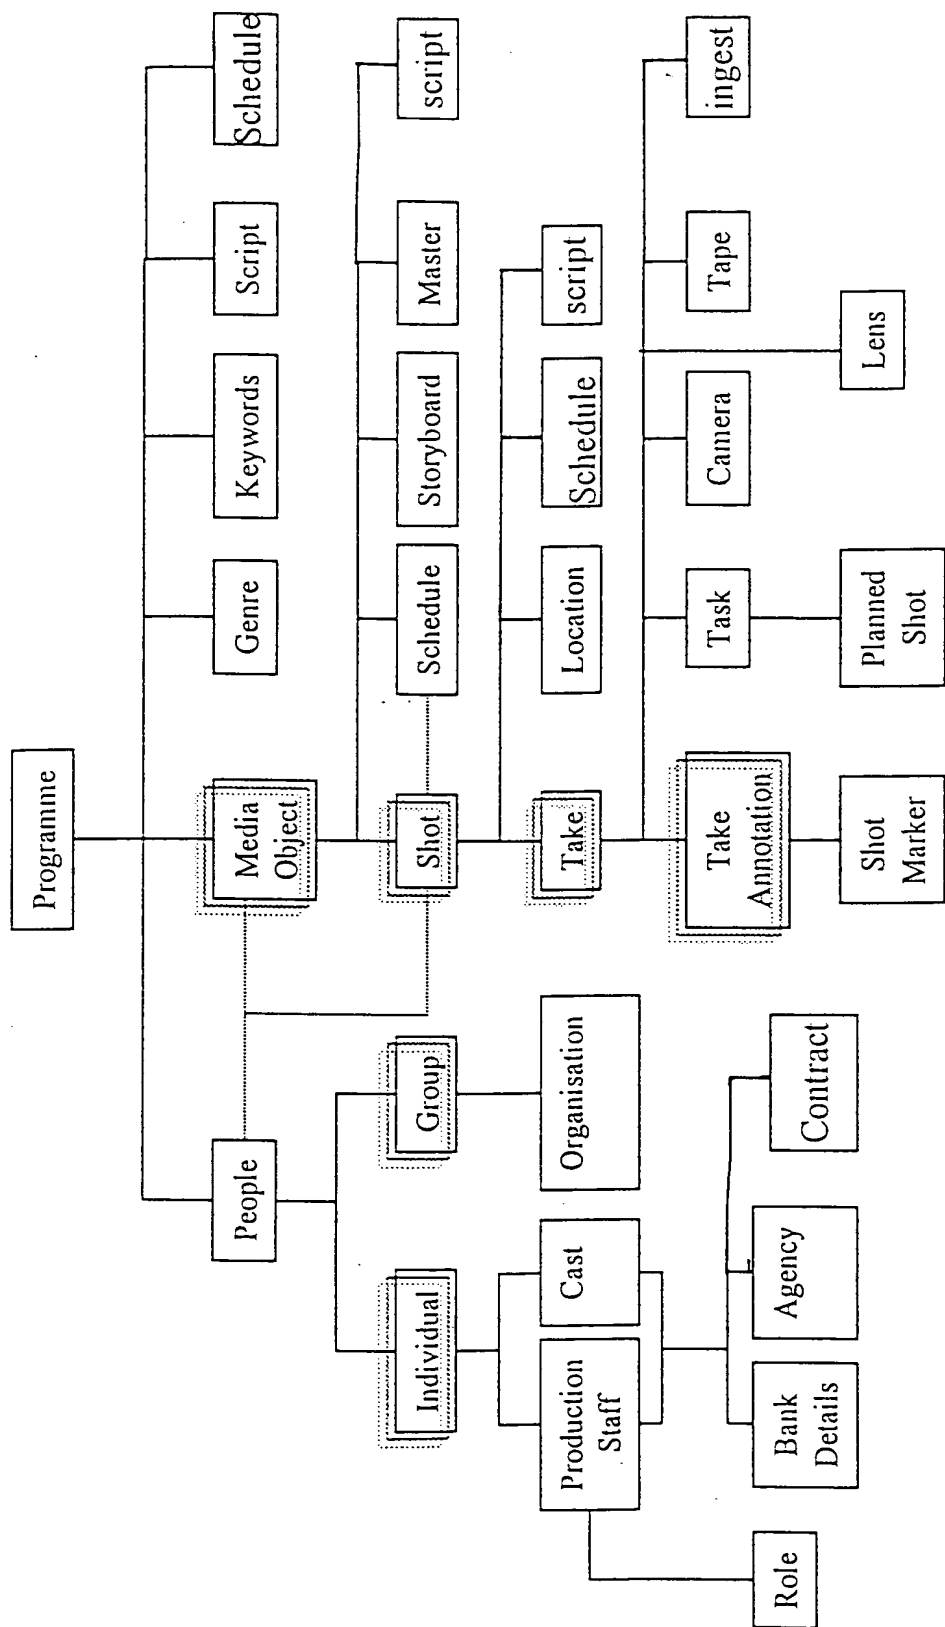 Programme
People
Media
Object
Genre
Keywords
Script
Schedule
Individual
Group
Shot
Schedule
Storyboard
Master
script
Production
Staff
Cast
Organisation
Take
Location
Schedule
script
Take
Annotation
Task
Camera
Tape
ingest
Role
Bank
Details
Agency
Contract
Shot
Marker
Planned
Shot
Lens